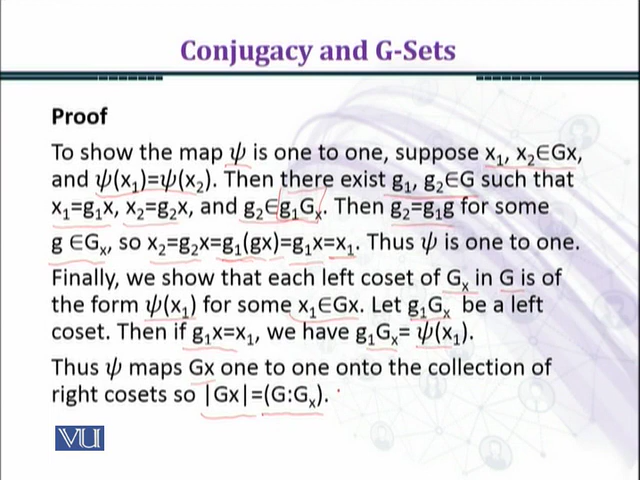 Conjugacy and G-Sets
Proof
To show the map ψ is one to one, suppose x₁, x₂∈Gx,
and ψ(x₁)=ψ(x₂). Then there exist g₁, g₂∈G such that
x₁=g₁x, x₂=g₂x, and g₂∈g₁Gₓ. Then g₂=g₁g for some
g ∈Gₓ, so x₂=g₂x=g₁(gx)=g₁x=x₁. Thus ψ is one to one.
Finally, we show that each left coset of Gₓ in G is of
the form ψ(x₁) for some x₁∈Gx. Let g₁Gₓ be a left
coset. Then if g₁x=x₁, we have g₁Gₓ= ψ(x₁).
Thus ψ maps Gx one to one onto the collection of
right cosets so |Gx|=(G:Gₓ).
VU